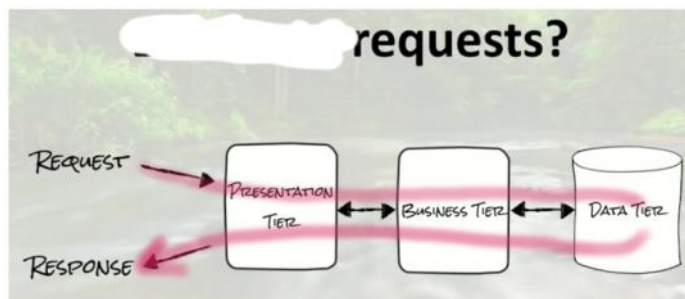 requests?
REQUEST
PRESENTATION
TIER
BUSINESS TIER
DATA TIER
RESPONSE